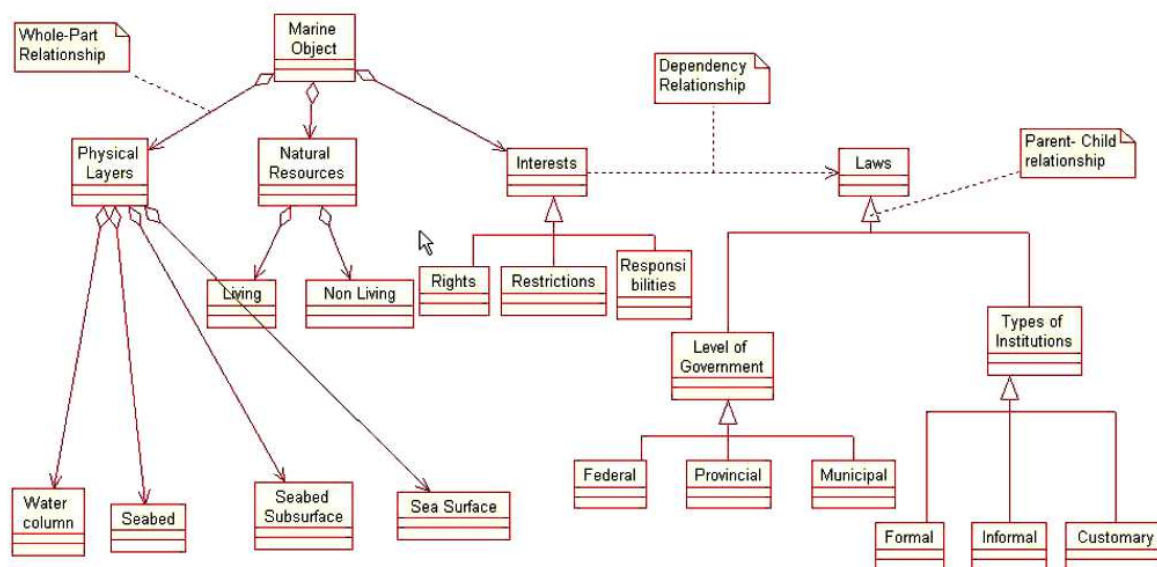 Whole-Part
Relationship
Marine
Object
Dependency
Relationship
Parent- Child
relationship
Physical
Layers
Natural
Resources
Interests
Laws
Living
Non Living
Rights
Restrictions
Responsi
bilities
Level of
Government
Types of
Institutions
Federal
Provincial
Municipal
Water
column
Seabed
Seabed
Subsurface
Sea Surface
Formal
Informal
Customary